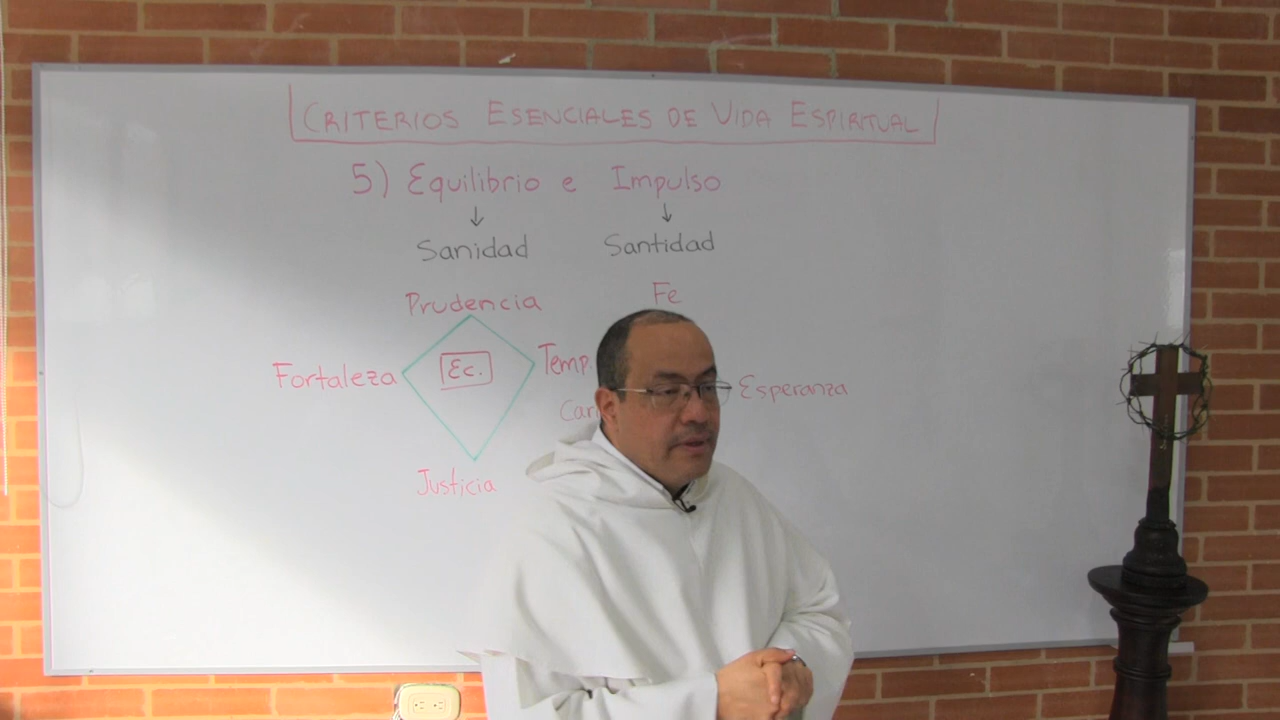 CRITERIOS ESENCIALES DE VIDA ESPIRITUAL
5) Equilibrio e Impulso
↓ ↓
Sanidad Santidad
Prudencia Fe
Fortaleza Ec. Temp. Esperanza
Justicia